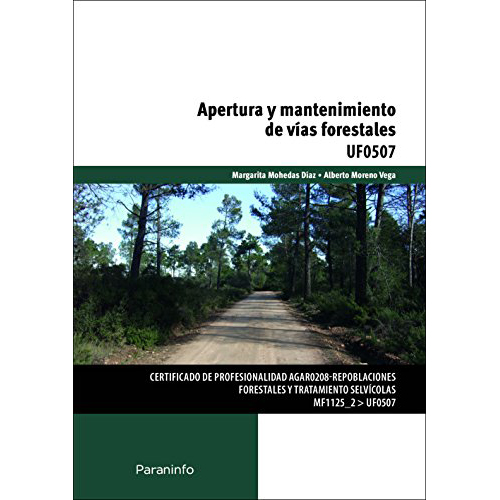 Apertura y mantenimiento
de vías forestales
UF0507
Margarita Mohedas Díaz • Alberto Moreno Vega
CERTIFICADO DE PROFESIONALIDAD AGAR0208-REPOBLACIONES
FORESTALES Y TRATAMIENTO SELVÍCOLAS
MF1125_2 > UF0507
Paraninfo